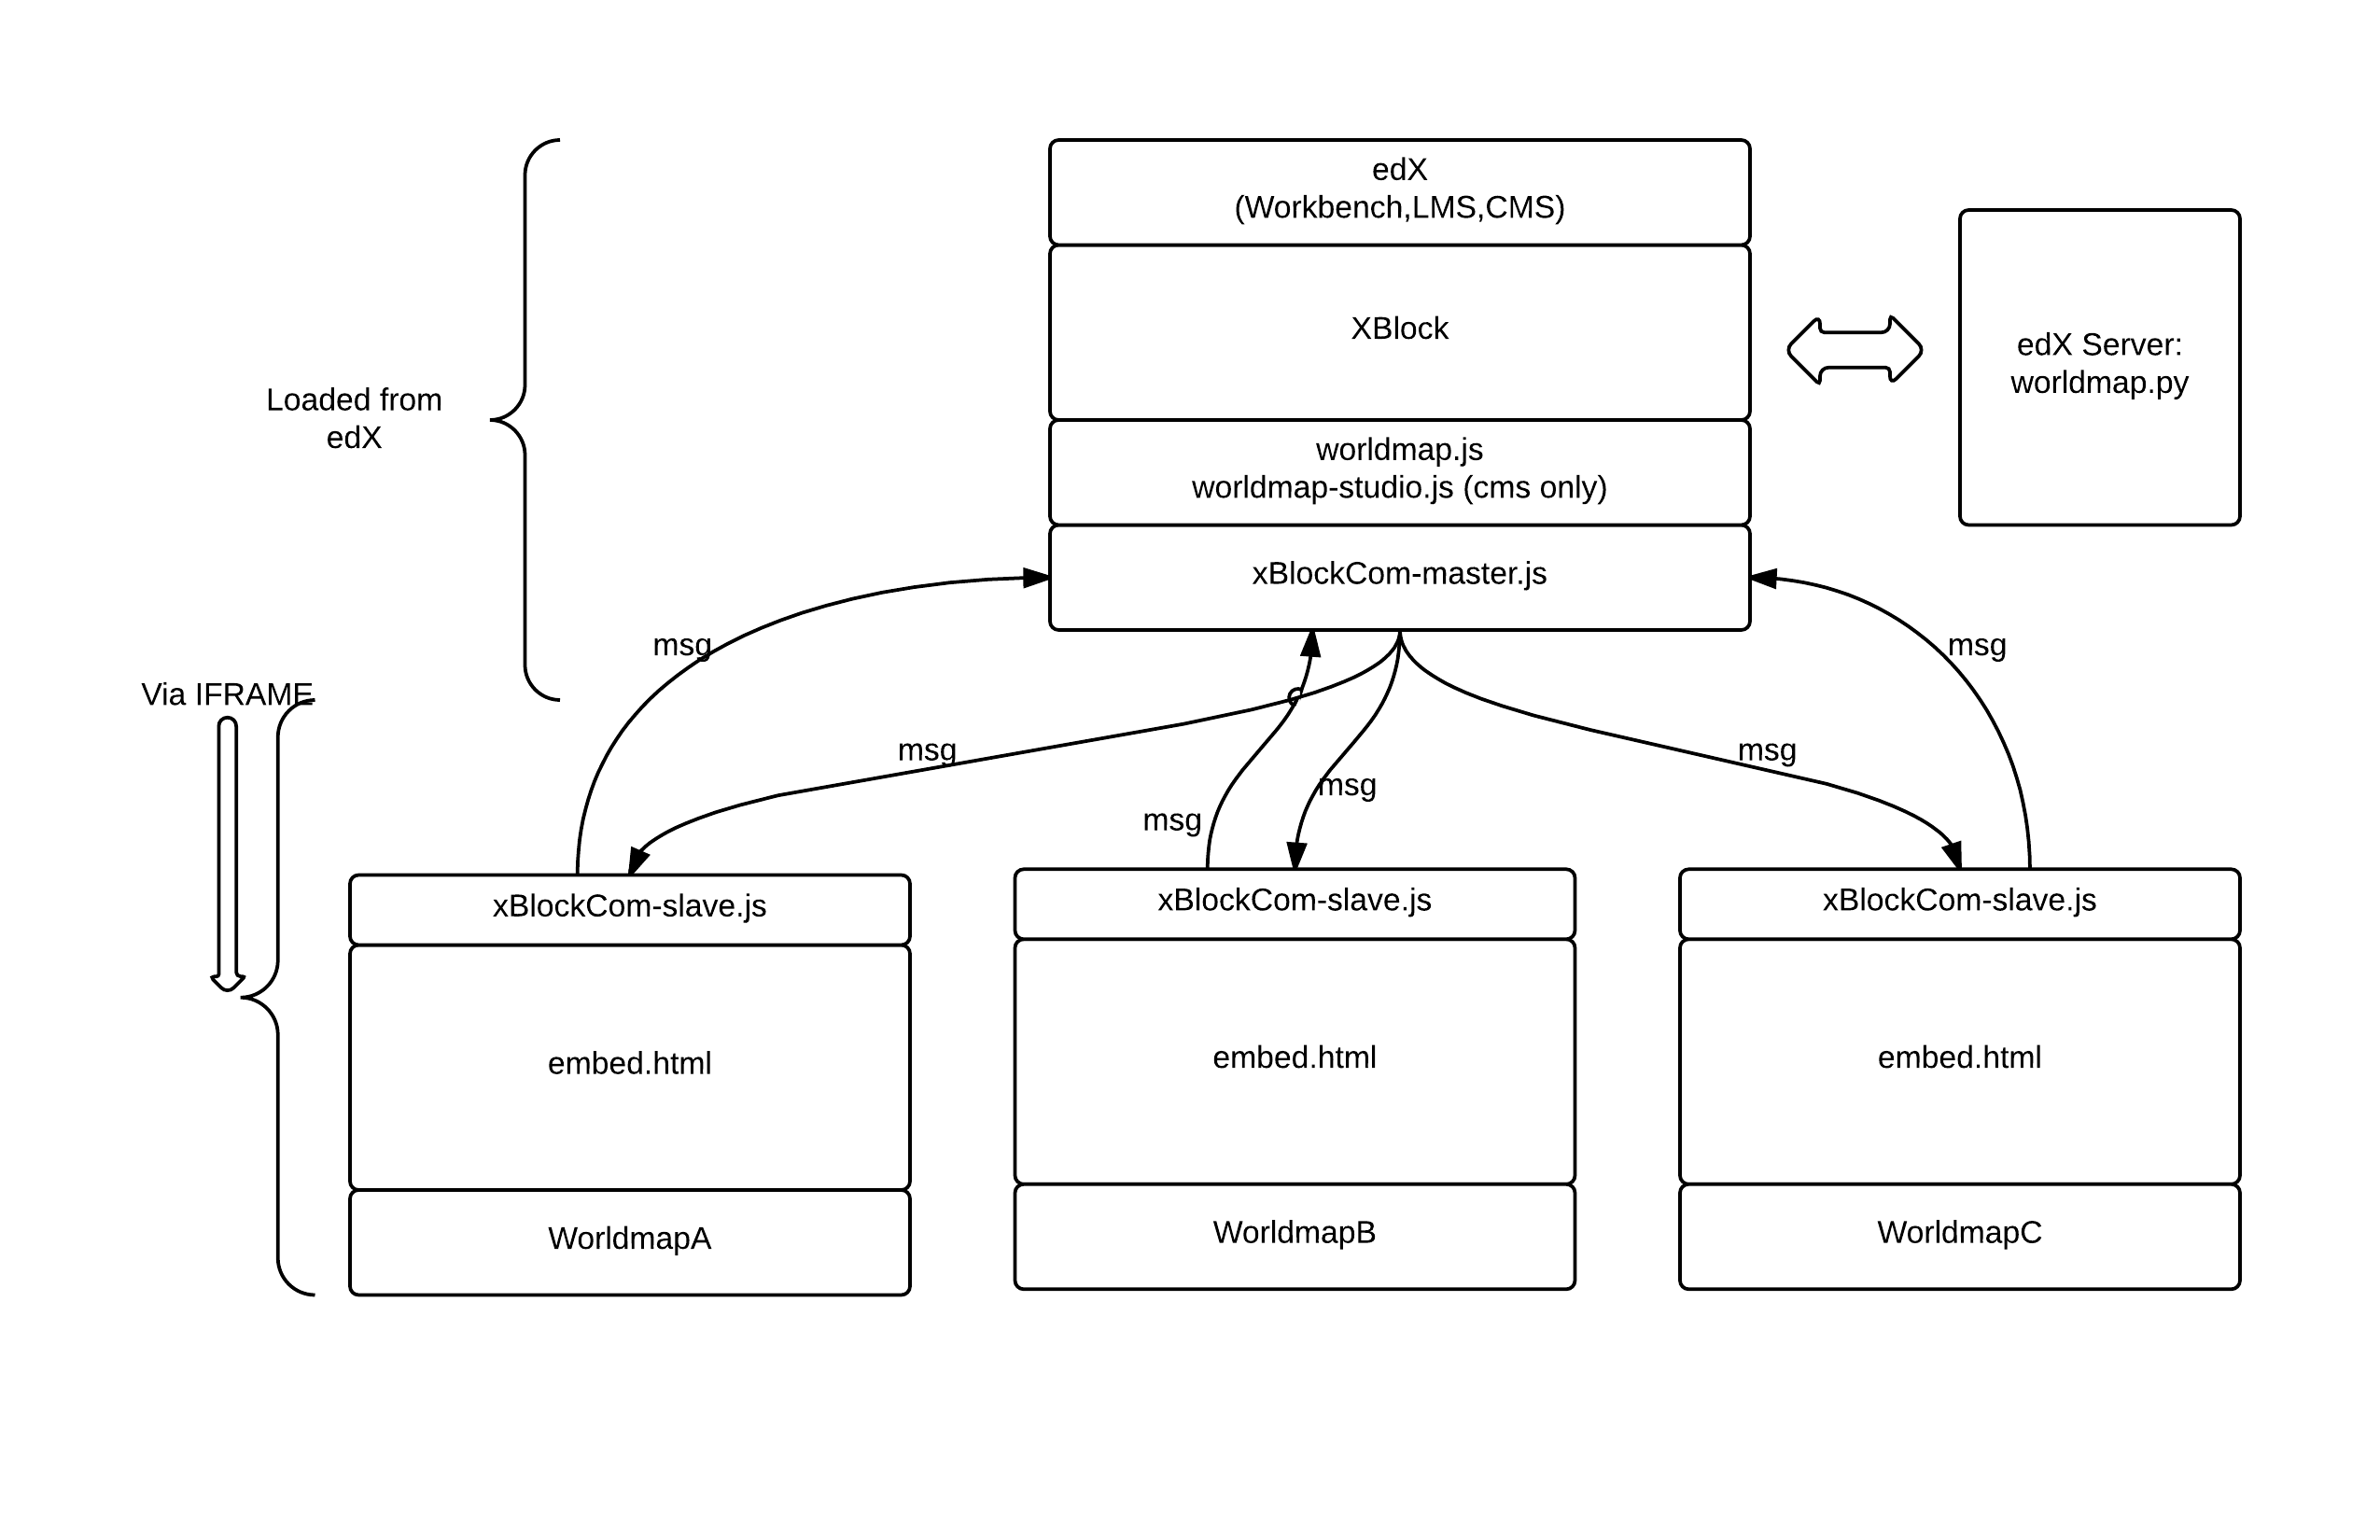 edX
(Workbench,LMS,CMS)
XBlock
edX Server:
worldmap.py
Loaded from
edX
worldmap.js
worldmap-studio.js (cms only)
xBlockCom-master.js
msg
msg
Via IFRAME
msg
msg
msg
msg
xBlockCom-slave.js
xBlockCom-slave.js
xBlockCom-slave.js
embed.html
embed.html
embed.html
WorldmapA
WorldmapB
WorldmapC